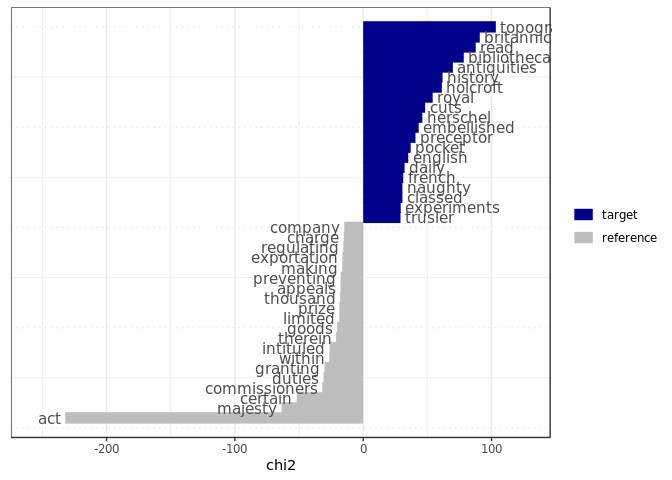 topogr
britannic
read
bibliotheca
antiquities
history
holcroft
royal
cuts
herschel
embellished
preceptor
pocket
english
daily
french
naughty
classed
experiments
trusler
company
charge
regulating
exportation
making
preventing
appeals
thousand
prize
limited
goods
therein
intituled
within
granting
duties
commissioners
certain
majesty
act
target
reference
-200 -100 0 100
chi2